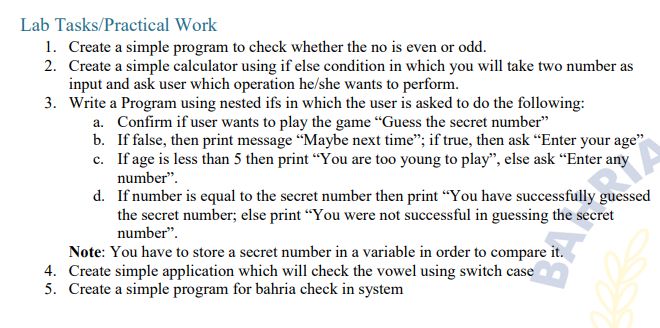 Lab Tasks/Practical Work
1. Create a simple program to check whether the no is even or odd.
2. Create a simple calculator using if else condition in which you will take two number as
input and ask user which operation he/she wants to perform.
3. Write a Program using nested ifs in which the user is asked to do the following:
a. Confirm if user wants to play the game “Guess the secret number”
b. If false, then print message “Maybe next time”; if true, then ask “Enter your age”.
c. If age is less than 5 then print “You are too young to play”, else ask “Enter any
number”.
d. If number is equal to the secret number then print “You have successfully guessed
the secret number; else print “You were not successful in guessing the secret
number”.
Note: You have to store a secret number in a variable in order to compare it.
4. Create simple application which will check the vowel using switch case
5. Create a simple program for bahria check in system
BAHRIA